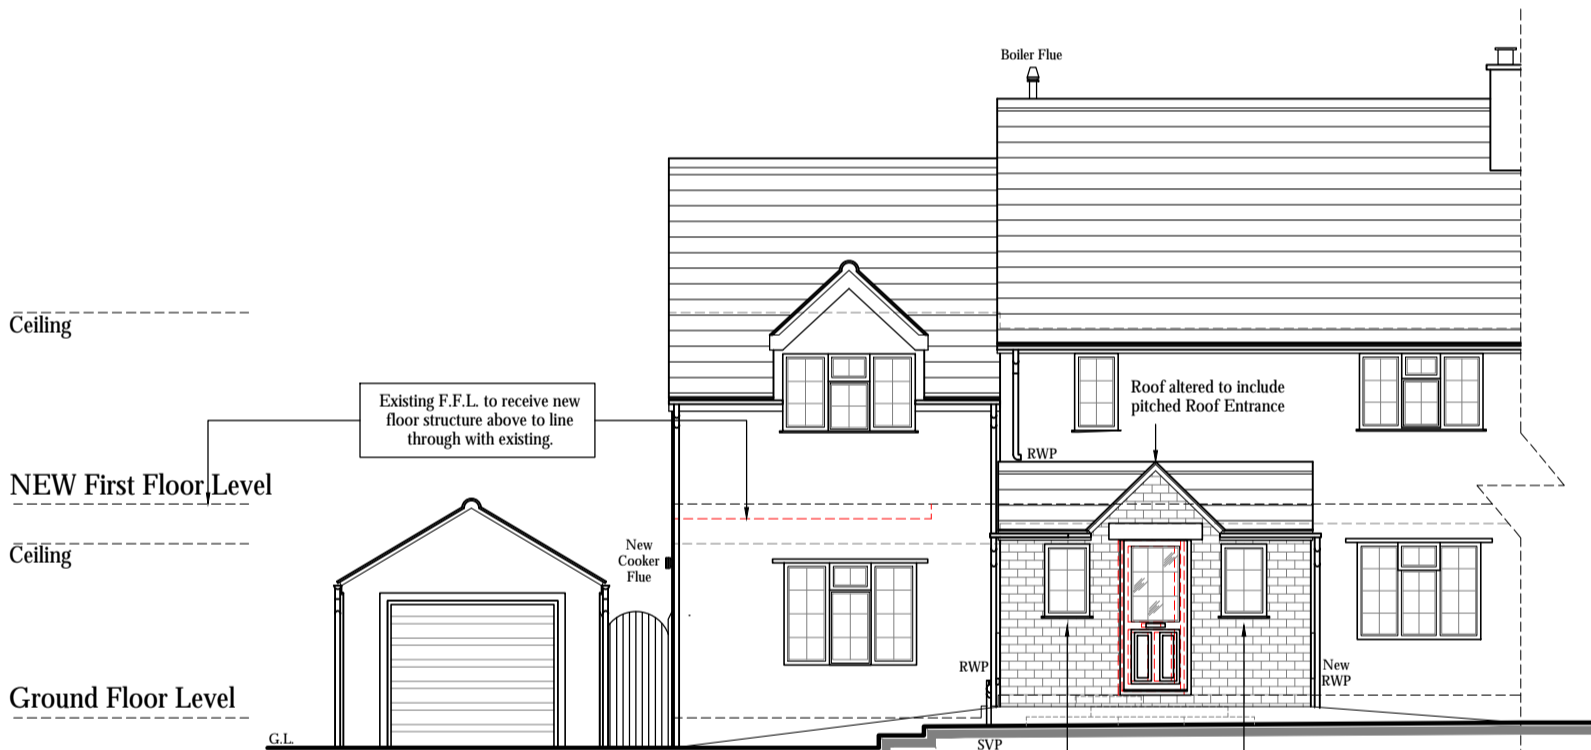 Boiler Flue
Ceiling
Existing F.F.L. to receive new
floor structure above to line
through with existing.
Roof altered to include
pitched Roof Entrance
RWP
NEW First Floor Level
Ceiling
New
Cooker
Flue
RWP
New
RWP
Ground Floor Level
G.L.
SVP